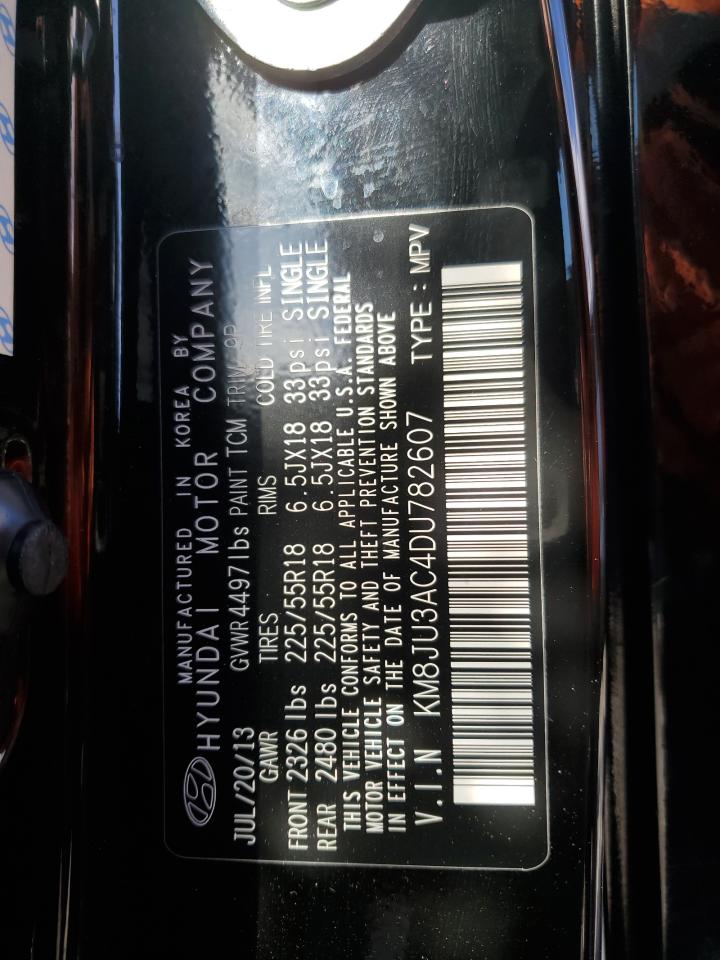 MANUFACTURED IN KOREA BY
HYUNDAI MOTOR COMPANY
JUL/20/13 GVWR 4497 lbs PAINT TCM TRIM 9P
GAWR TIRES RIMS COLD TIRE INFL
FRONT 2326 lbs 225/55R18 6.5JX18 33psi SINGLE
REAR 2480 lbs 225/55R18 6.5JX18 33psi SINGLE
THIS VEHICLE CONFORMS TO ALL APPLICABLE U.S.A. FEDERAL
MOTOR VEHICLE SAFETY AND THEFT PREVENTION STANDARDS
IN EFFECT ON THE DATE OF MANUFACTURE SHOWN ABOVE
V.I.N KM8JU3AC4DU782607 TYPE : MPV